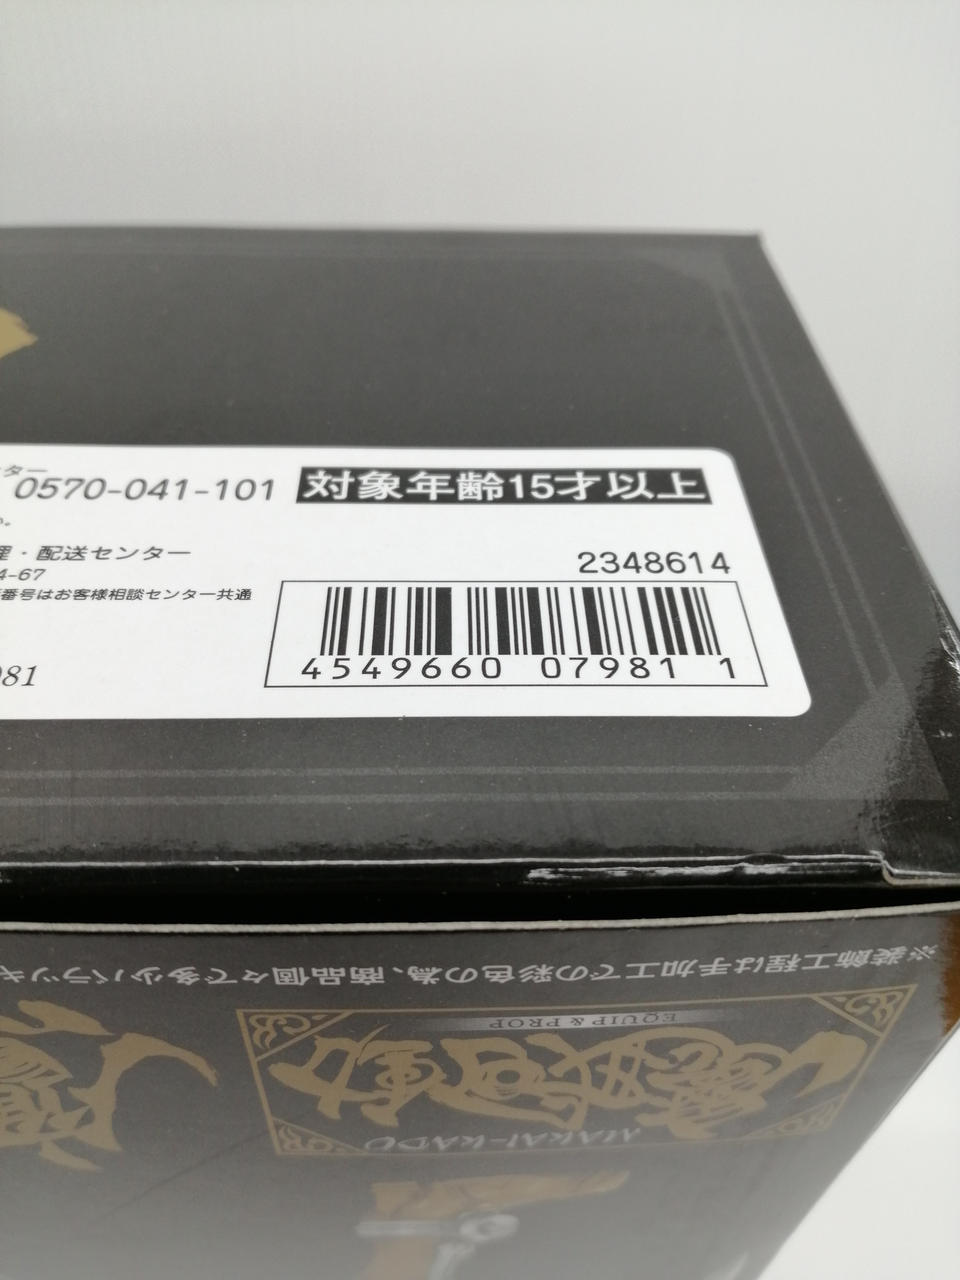 ター
0570-041-101
対象年齢15才以上
理・配送センター
4-67
番号はお客様相談センター共通
2348614
4549660 07981 1
981
※装飾工程は手加工での彩色の為、商品個々で多少バラツキ
EQUIP & PROP
MAKAI-KADO